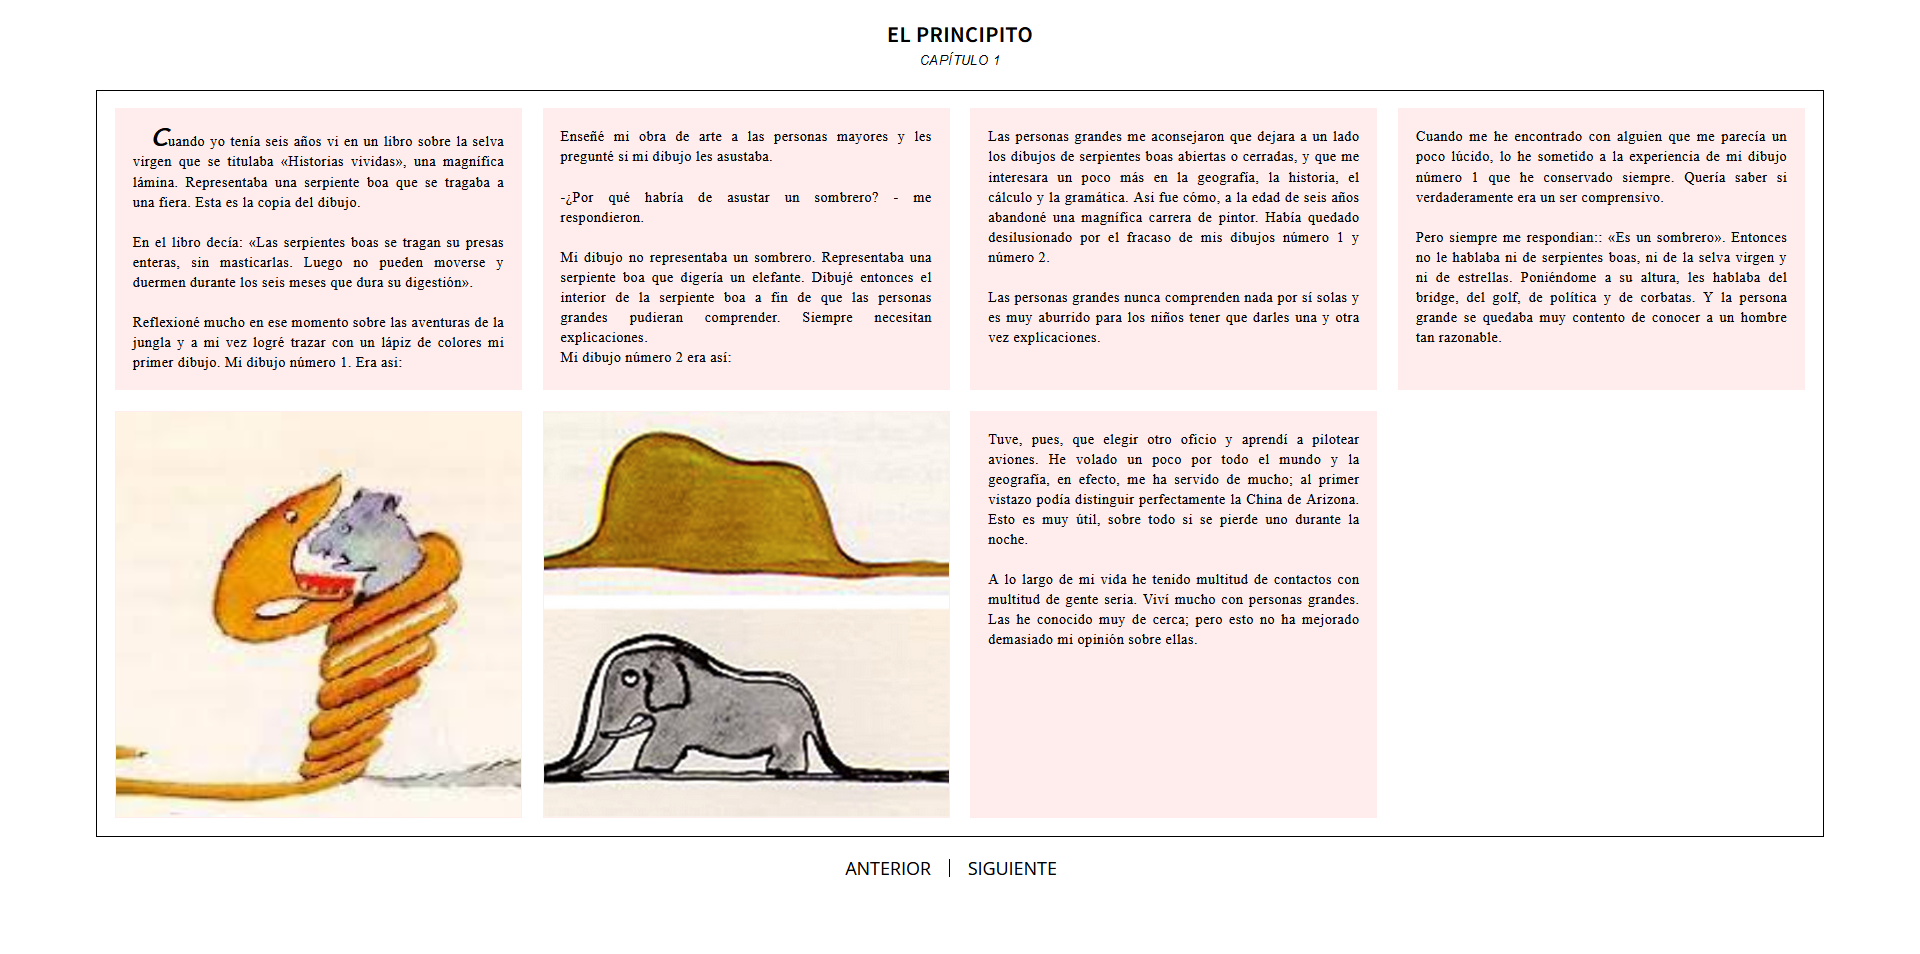 EL PRINCIPITO
CAPÍTULO 1
Cuando yo tenía seis años vi en un libro sobre la selva
virgen que se titulaba «Historias vividas», una magnífica
lámina. Representaba una serpiente boa que se tragaba a
una fiera. Esta es la copia del dibujo.
En el libro decía: «Las serpientes boas se tragan su presas
enteras, sin masticarlas. Luego no pueden moverse y
duermen durante los seis meses que dura su digestión».
Reflexioné mucho en ese momento sobre las aventuras de la
jungla y a mi vez logré trazar con un lápiz de colores mi
primer dibujo. Mi dibujo número 1. Era asi:
Enseñé mi obra de arte a las personas mayores y les
pregunté si mi dibujo les asustaba.
-¿Por qué habría de asustar un sombrero? - me
respondieron.
Mi dibujo no representaba un sombrero. Representaba una
serpiente boa que digería un elefante. Dibujé entonces el
interior de la serpiente boa a fin de que las personas
grandes pudieran comprender. Siempre necesitan
explicaciones.
Mi dibujo número 2 era así:
Las personas grandes me aconsejaron que dejara a un lado
los dibujos de serpientes boas abiertas o cerradas, y que me
interesara un poco más en la geografía, la historia, el
cálculo y la gramática. Asi fue cómo, a la edad de seis años
abandoné una magnífica carrera de pintor. Había quedado
desilusionado por el fracaso de mis dibujos número 1 y
número 2.
Las personas grandes nunca comprenden nada por sí solas y
es muy aburrido para los niños tener que darles una y otra
vez explicaciones.
Cuando me he encontrado con alguien que me parecía un
poco lúcido, lo he sometido a la experiencia de mi dibujo
número 1 que he conservado siempre. Quería saber si
verdaderamente era un ser comprensivo.
Pero siempre me respondian:: «Es un sombrero». Entonces
no le hablaba ni de serpientes boas, ni de la selva virgen y
ni de estrellas. Poniéndome a su altura, les hablaba del
bridge, del golf, de política y de corbatas. Y la persona
grande se quedaba muy contento de conocer a un hombre
tan razonable.
Tuve, pues, que elegir otro oficio y aprendí a pilotear
aviones. He volado un poco por todo el mundo y la
geografía, en efecto, me ha servido de mucho; al primer
vistazo podía distinguir perfectamente la China de Arizona.
Esto es muy útil, sobre todo si se pierde uno durante la
noche.
A lo largo de mi vida he tenido multitud de contactos con
multitud de gente seria. Viví mucho con personas grandes.
Las he conocido muy de cerca; pero esto no ha mejorado
demasiado mi opinión sobre ellas.
ANTERIOR | SIGUIENTE